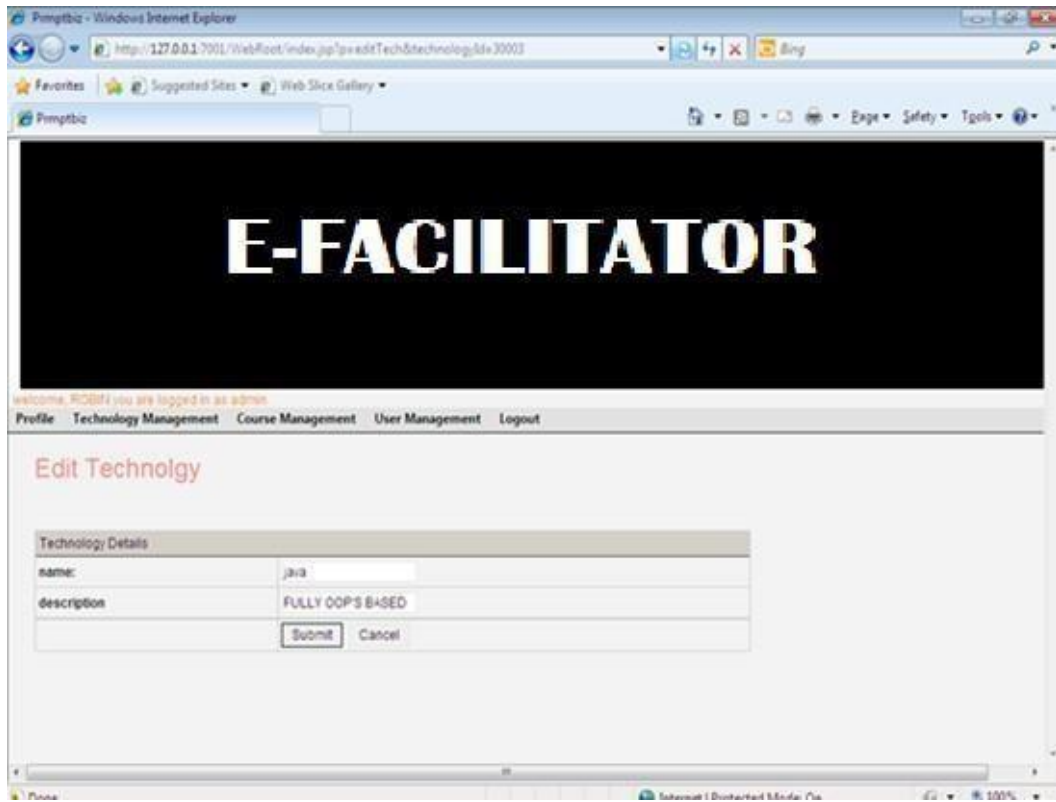 Prmptbiz - Windows Internet Explorer
http://127.0.0.1:7001/WebRoot/index.jsp?p=editTech&technologyId=30003
Bing
Favorites Suggested Sites Web Slice Gallery
Prmptbiz
Page Safety Tools
E-FACILITATOR
welcome, ROBIN you are logged in as admin
Profile Technology Management Course Management User Management Logout
Edit Technolgy
Technology Details
name: java
description FULLY OOP'S BASED
Submit Cancel
Done Internet | Protected Mode: On 100%